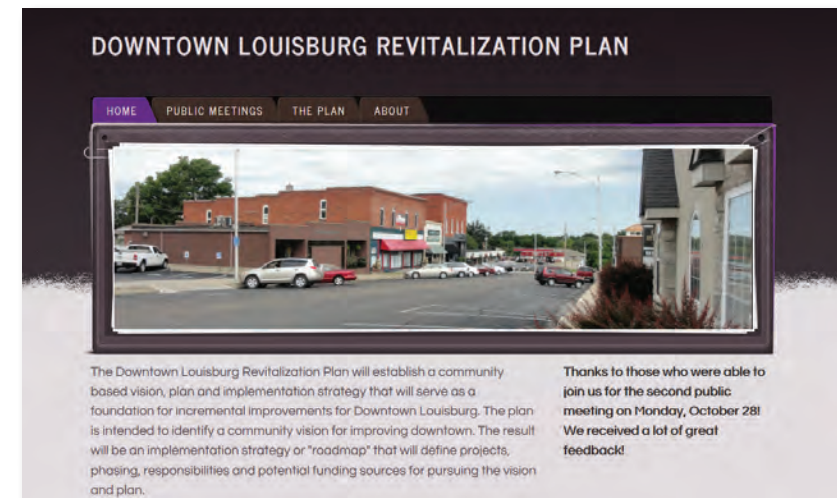 DOWNTOWN LOUISBURG REVITALIZATION PLAN
HOME PUBLIC MEETINGS THE PLAN ABOUT
The Downtown Louisburg Revitalization Plan will establish a community
based vision, plan and implementation strategy that will serve as a
foundation for incremental improvements for Downtown Louisburg. The plan
is intended to identify a community vision for improving downtown. The result
will be an implementation strategy or "roadmap" that will define projects,
phasing, responsibilities and potential funding sources for pursuing the vision
and plan.
Thanks to those who were able to
join us for the second public
meeting on Monday, October 28!
We received a lot of great
feedback!